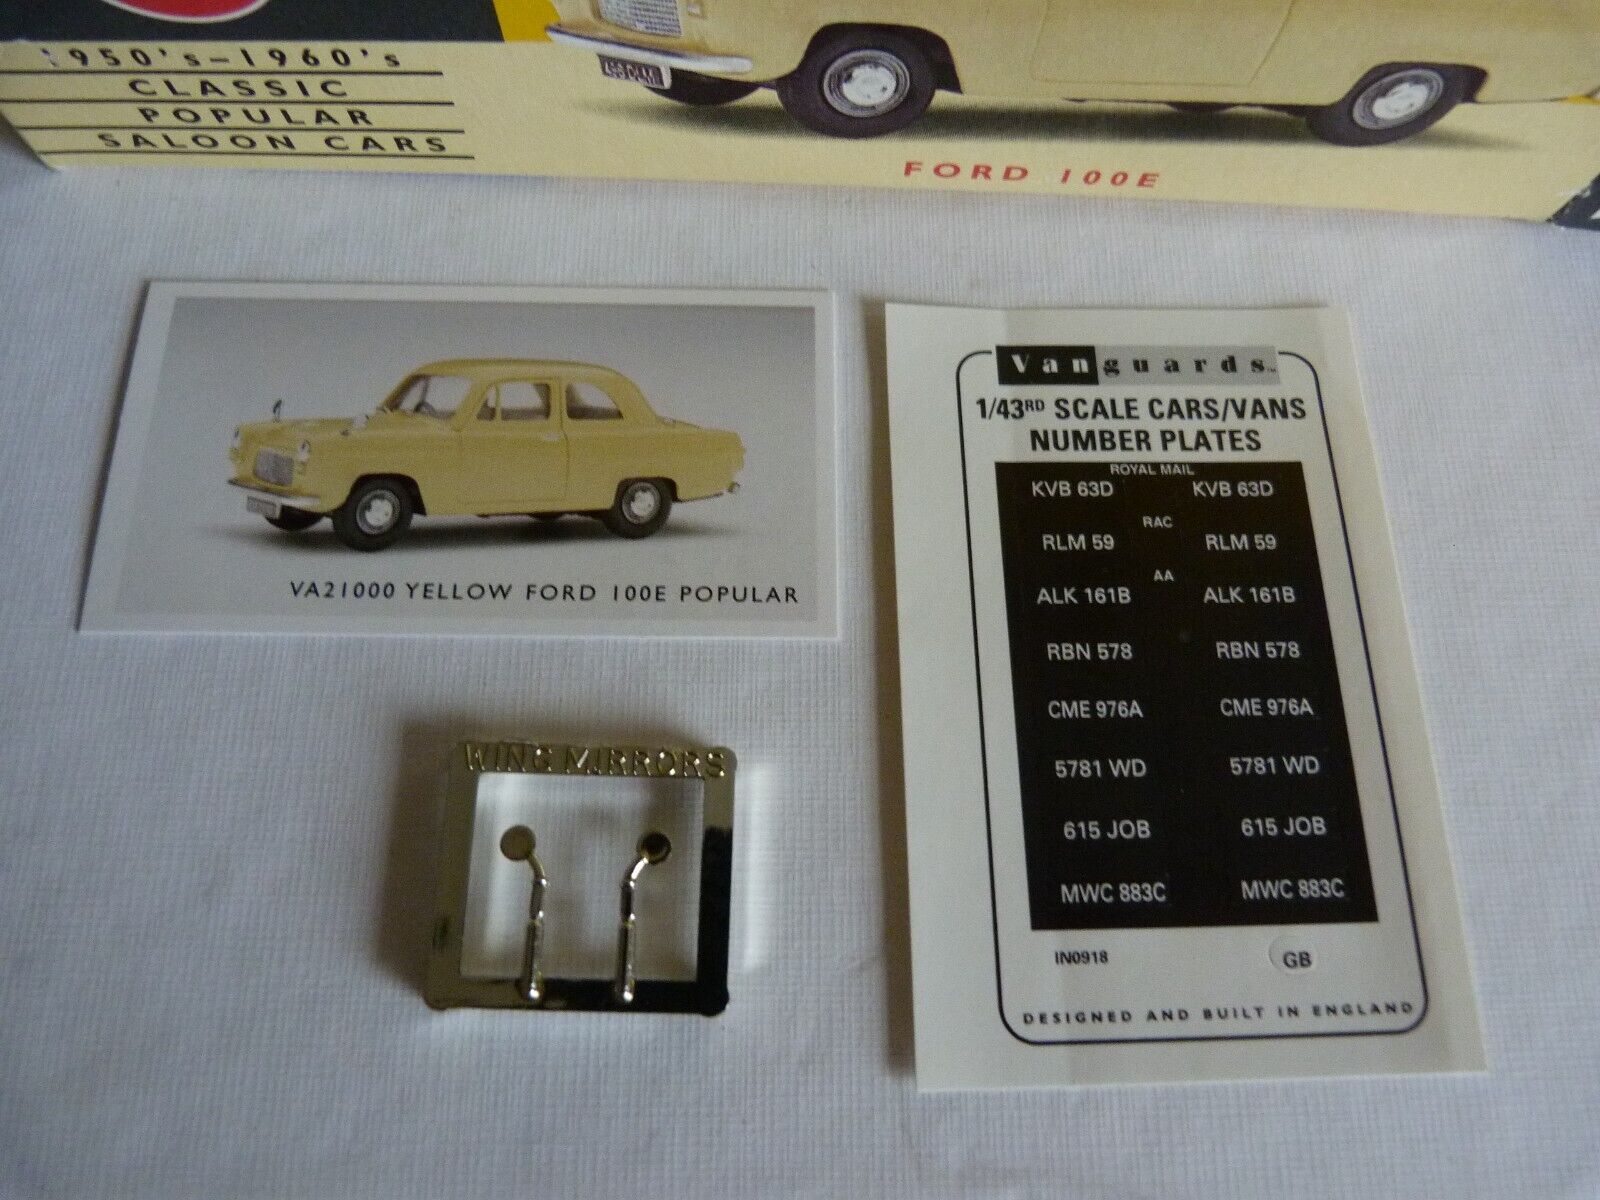 1950's-1960's
CLASSIC
POPULAR
SALOON CARS
FORD 100E
VA21000 YELLOW FORD 100E POPULAR
WING MIRRORS
Vanguards™
1/43RD SCALE CARS/VANS
NUMBER PLATES
ROYAL MAIL
KVB 63D KVB 63D
RAC
RLM 59 RLM 59
AA
ALK 161B ALK 161B
RBN 578 RBN 578
CME 976A CME 976A
5781 WD 5781 WD
615 JOB 615 JOB
MWC 883C MWC 883C
IN0918 GB
DESIGNED AND BUILT IN ENGLAND